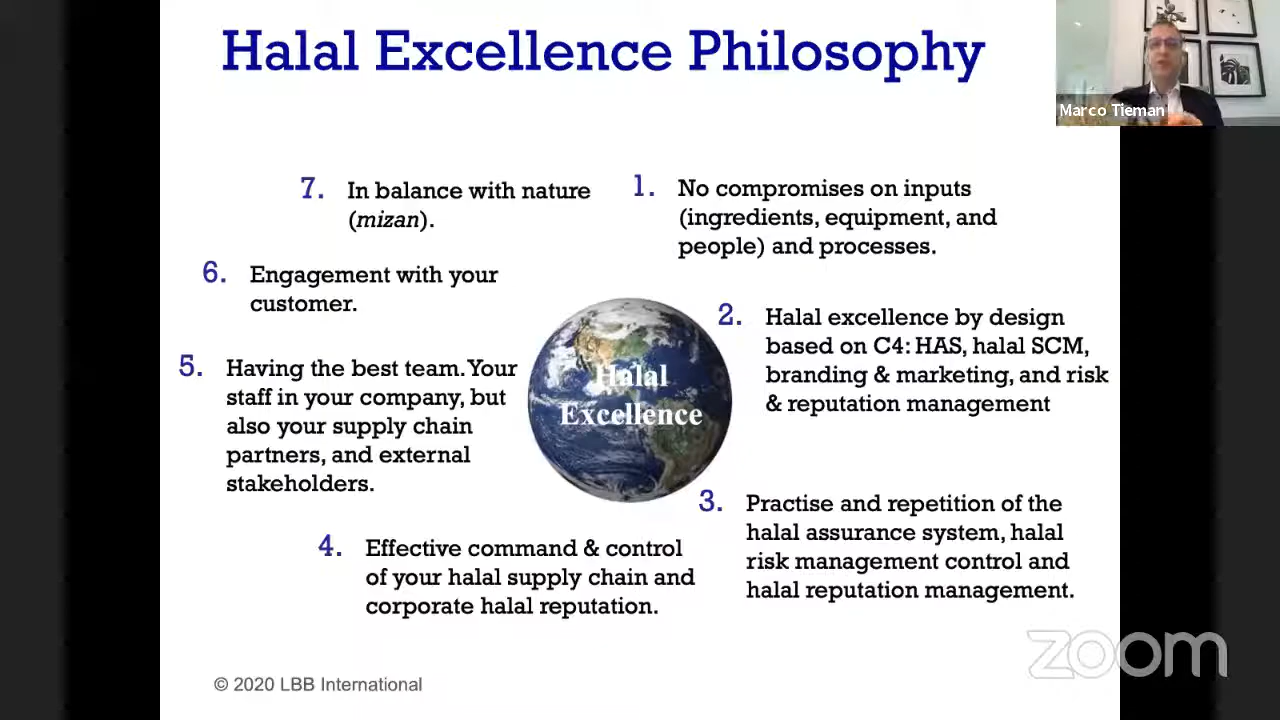 Halal Excellence Philosophy
Marco Tieman
1. No compromises on inputs
(ingredients, equipment, and
people) and processes.
2. Halal excellence by design
based on C4: HAS, halal SCM,
branding & marketing, and risk
& reputation management
3. Practise and repetition of the
halal assurance system, halal
risk management control and
halal reputation management.
4. Effective command & control
of your halal supply chain and
corporate halal reputation.
5. Having the best team. Your
staff in your company, but
also your supply chain
partners, and external
stakeholders.
6. Engagement with your
customer.
7. In balance with nature
(mizan).
Halal
Excellence
© 2020 LBB International
zoom